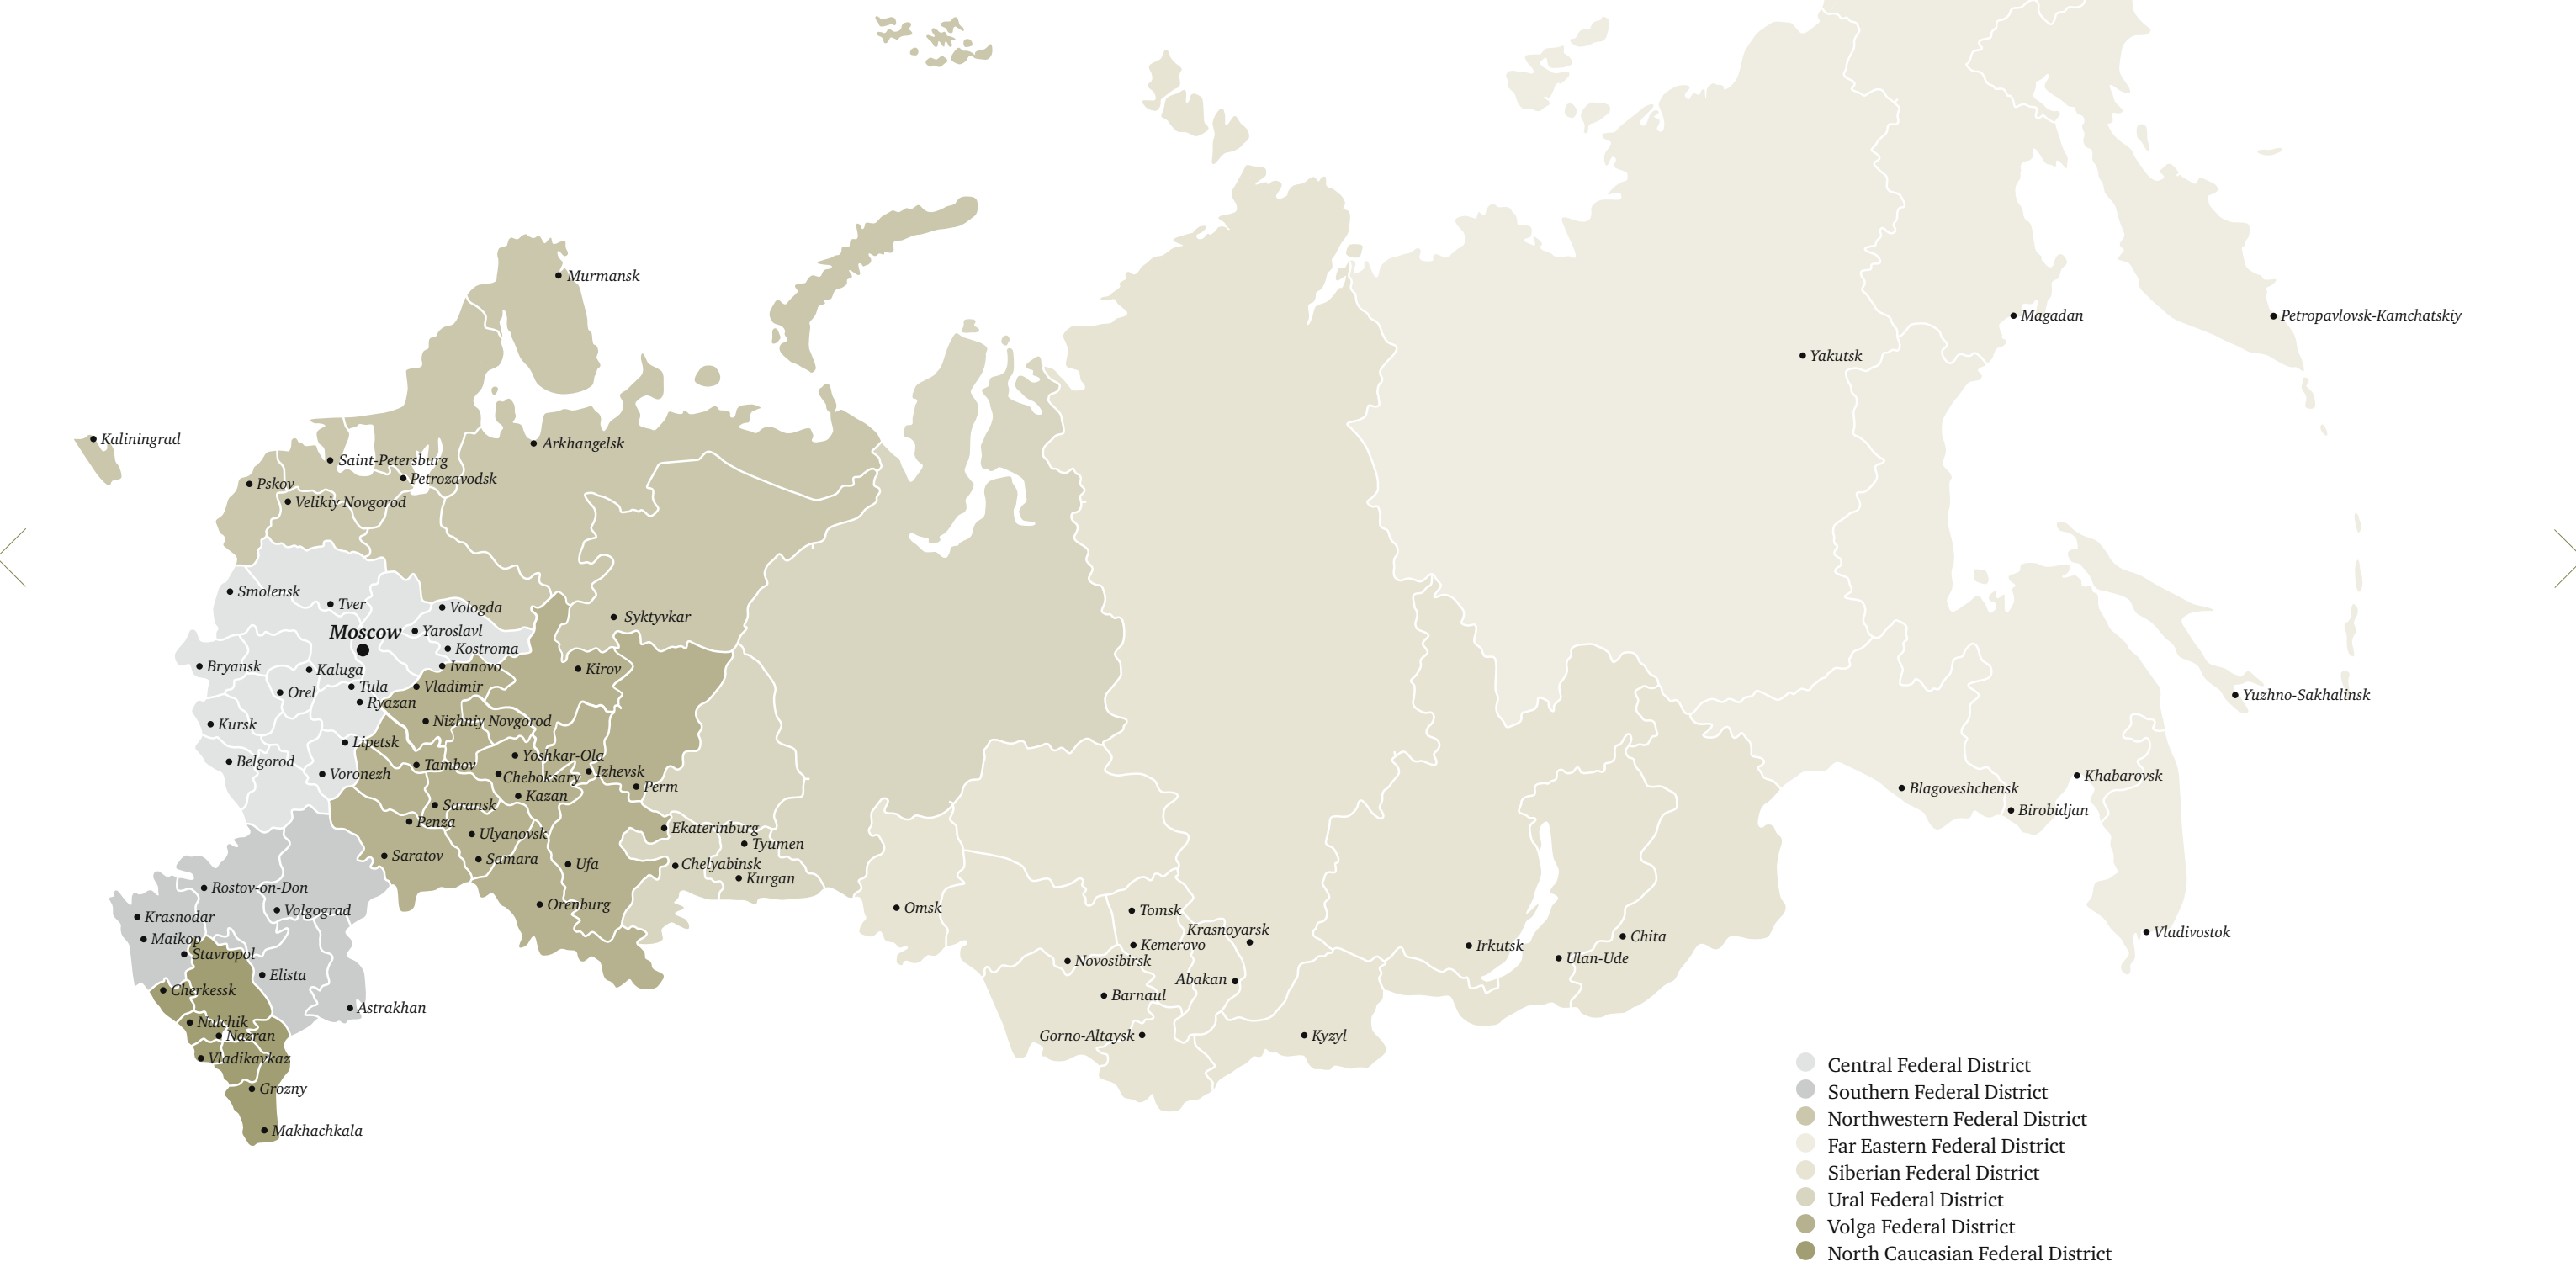 Murmansk
Magadan
Petropavlovsk-Kamchatskiy
Yakutsk
Kaliningrad
Arkhangelsk
Saint-Petersburg
Petrozavodsk
Pskov
Velikiy Novgorod
Smolensk
Tver
Vologda
Syktyvkar
Moscow
Yaroslavl
Kostroma
Bryansk
Kaluga
Ivanovo
Kirov
Orel
Tula
Vladimir
Yuzhno-Sakhalinsk
Ryazan
Kursk
Nizhniy Novgorod
Lipetsk
Belgorod
Tambov
Yoshkar-Ola
Voronezh
Cheboksary
Izhevsk
Khabarovsk
Kazan
Perm
Blagoveshchensk
Saransk
Birobidjan
Penza
Ulyanovsk
Ekaterinburg
Tyumen
Saratov
Samara
Ufa
Chelyabinsk
Kurgan
Rostov-on-Don
Orenburg
Omsk
Krasnodar
Volgograd
Tomsk
Krasnoyarsk
Maikop
Kemerovo
Irkutsk
Chita
Vladivostok
Stavropol
Novosibirsk
Ulan-Ude
Elista
Abakan
Cherkessk
Barnaul
Astrakhan
Nalchik
Nazran
Gorno-Altaysk
Kyzyl
Vladikavkaz
Grozny
Makhachkala
Central Federal District
Southern Federal District
Northwestern Federal District
Far Eastern Federal District
Siberian Federal District
Ural Federal District
Volga Federal District
North Caucasian Federal District